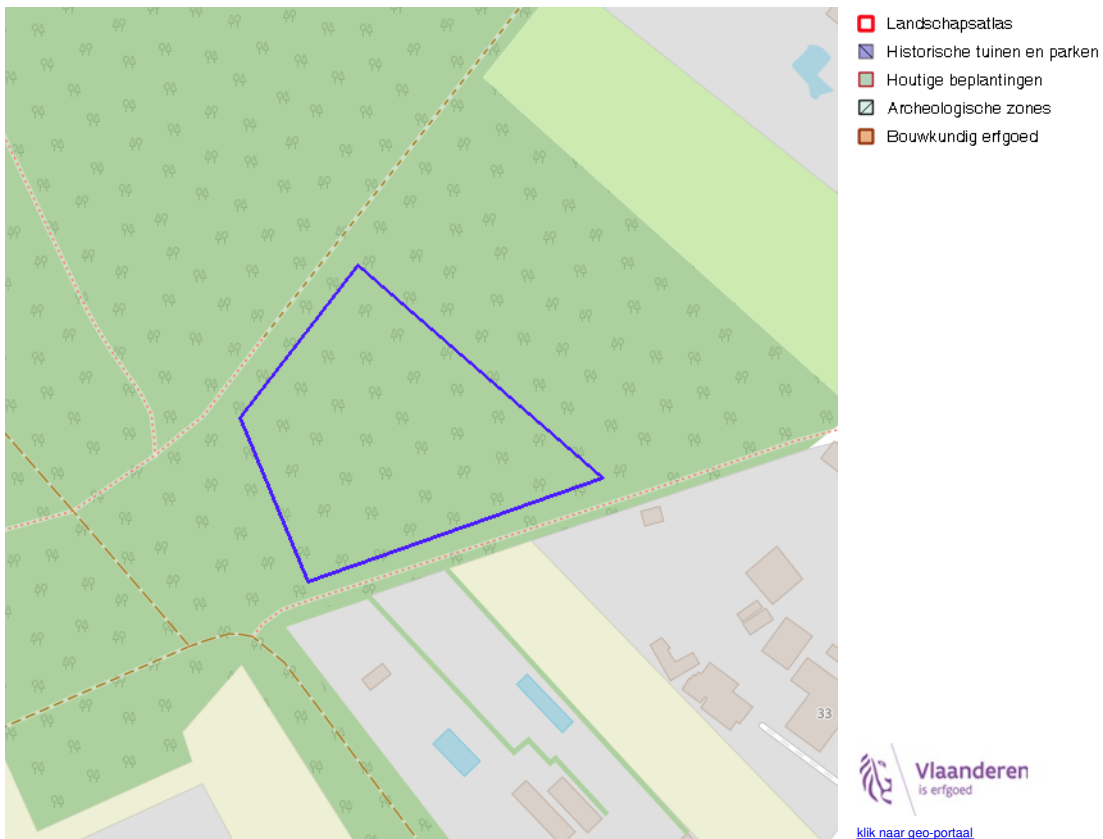 Landschapsatlas
Historische tuinen en parken
Houtige beplantingen
Archeologische zones
Bouwkundig erfgoed
33
Vlaanderen
is erfgoed
klik naar geo-portaal